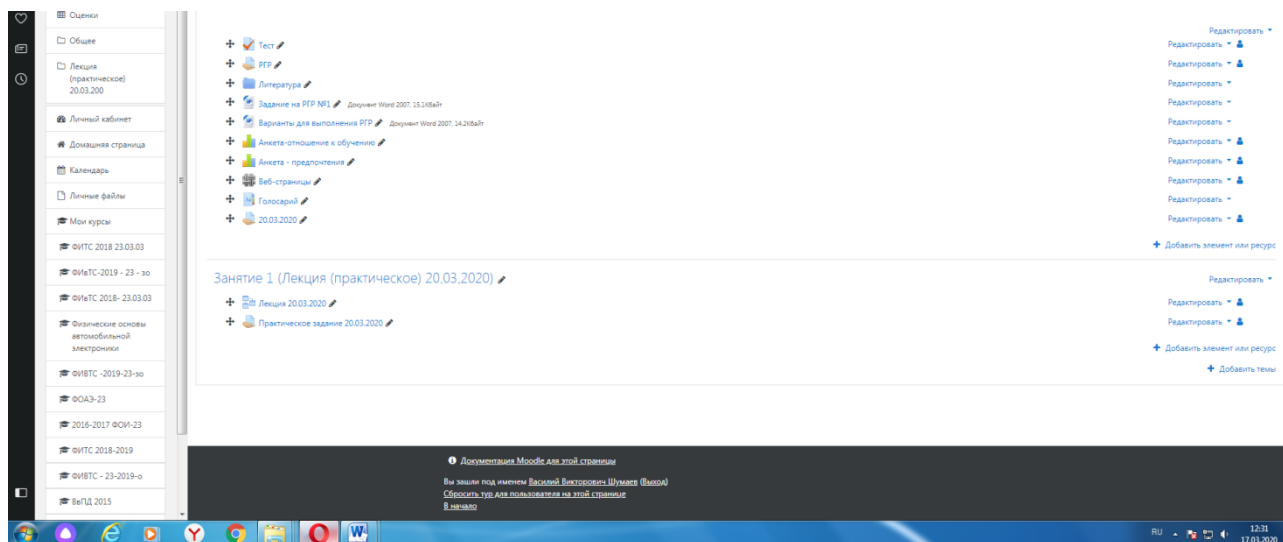 Оценки
Общее
Лекция
(практическое)
20.03.200
Личный кабинет
Домашняя страница
Календарь
Личные файлы
Мои курсы
ФИТС 2018 23.03.03
ФИвТС-2019 - 23 - зо
ФИвТС 2018- 23.03.03
Физические основы
автомобильной
электроники
ФИВТС -2019-23-зо
ФОАЭ-23
2016-2017 ФОИ-23
ФИТС 2018-2019
ФИВТС - 23-2019-о
ВвПД 2015
Редактировать
Тест Редактировать
РГР Редактировать
Литература Редактировать
Задание на РГР №1 Документ Word 2007, 15.1Кбайт Редактировать
Варианты для выполнения РГР Документ Word 2007, 14.2Кбайт Редактировать
Анкета-отношение к обучению Редактировать
Анкета - предпочтения Редактировать
Веб-страницы Редактировать
Голосарий Редактировать
20.03.2020 Редактировать
Добавить элемент или ресурс
Занятие 1 (Лекция (практическое) 20.03.2020) Редактировать
Лекция 20.03.2020 Редактировать
Практическое задание 20.03.2020 Редактировать
Добавить элемент или ресурс
Добавить темы
Документация Moodle для этой страницы
Вы зашли под именем Василий Викторович Шумаев (Выход)
Сбросить тур для пользователя на этой странице
В начало
RU 12:31
17.03.2020